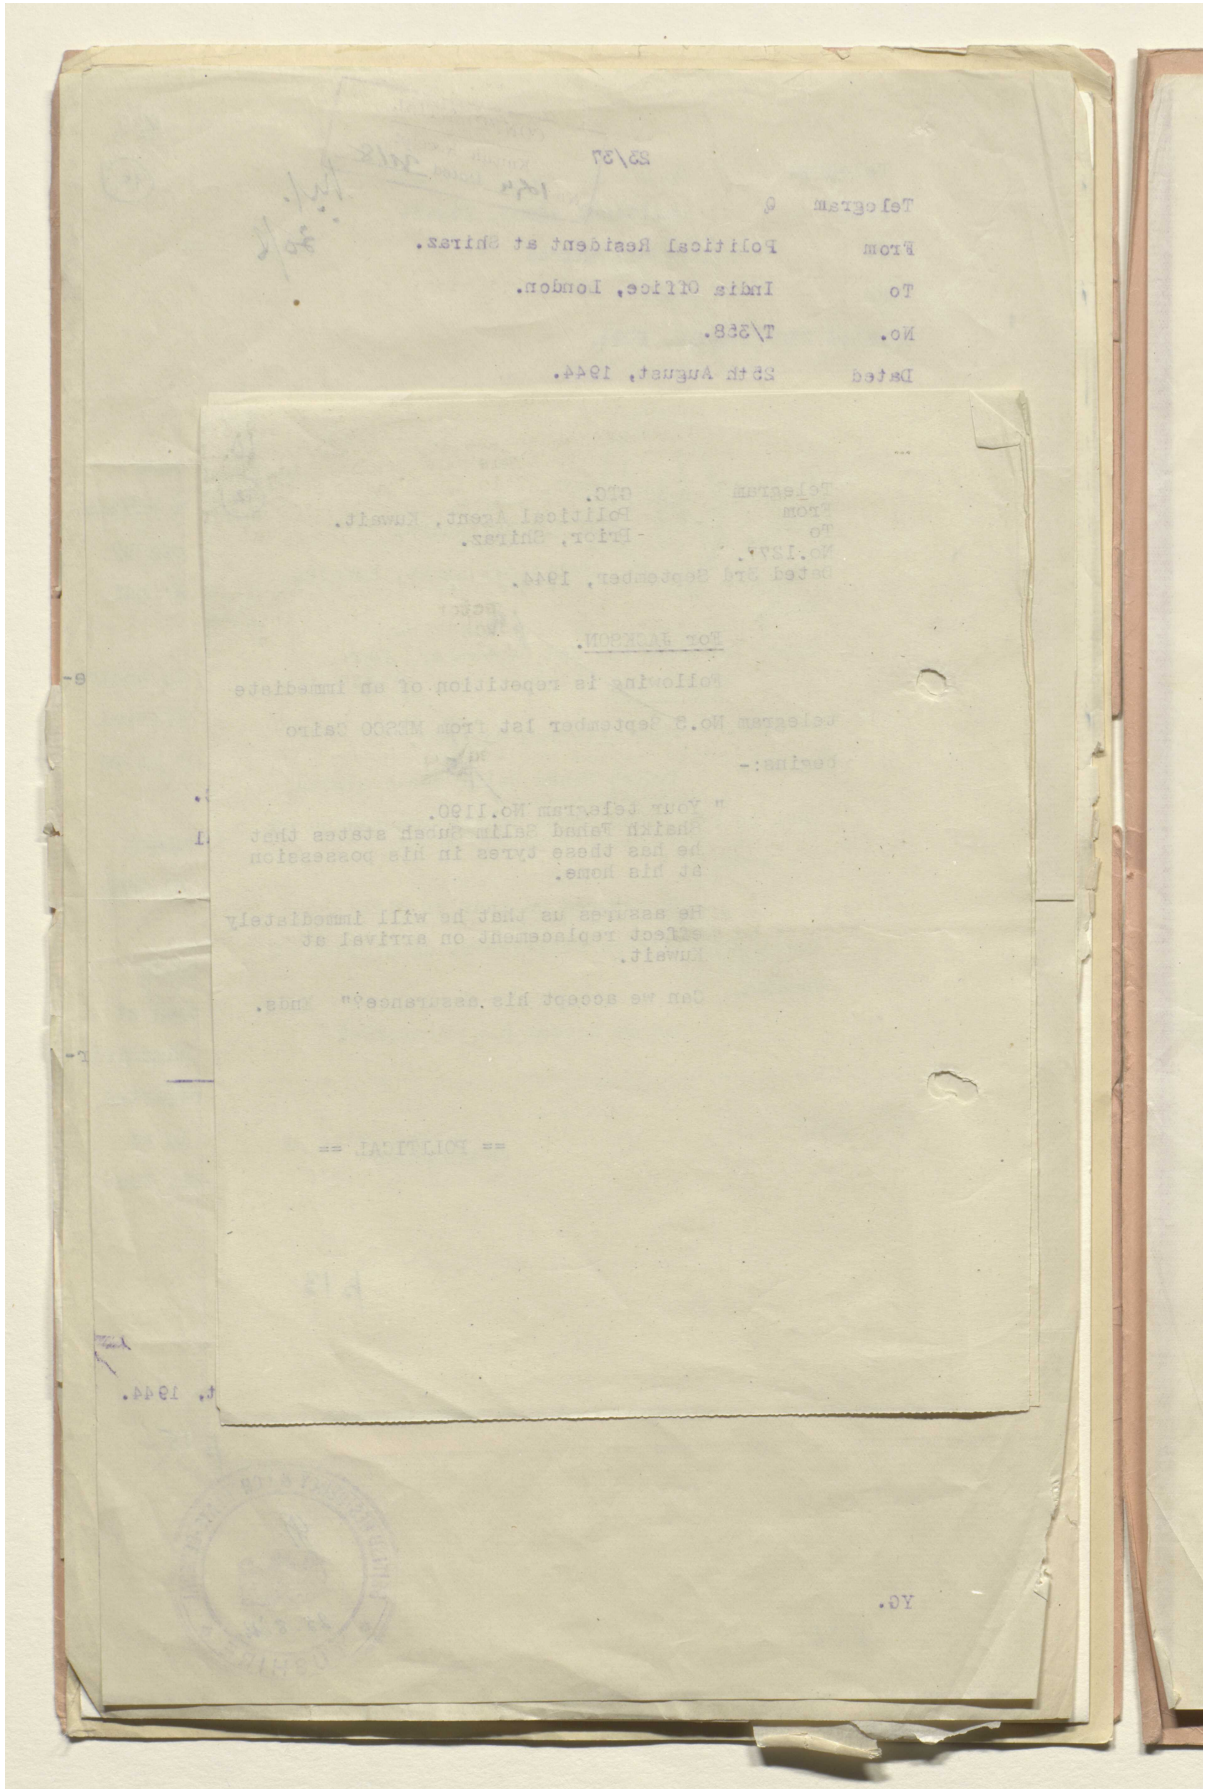 23/37
Telegram Q
From Political Resident at Shiraz.
To India Office, London.
No. T/358.
Dated 25th August, 1944.
Telegram GTC.
From Political Agent, Kuwait.
To Prior, Shiraz.
Dated 3rd September, 1944.
For JACKSON.
Following is repetition of an immediate
telegram No.3 September 1st from MESCO Cairo
begins:-
" Your telegram No.1190.
Shaikh Fahad Salim Subah states that
he has these tyres in his possession
at his home.
He assures us that he will immediately
effect replacement on arrival at
Kuwait.
Can we accept his assurance?" Ends.
== POLITICAL ==
t, 1944.
YG.